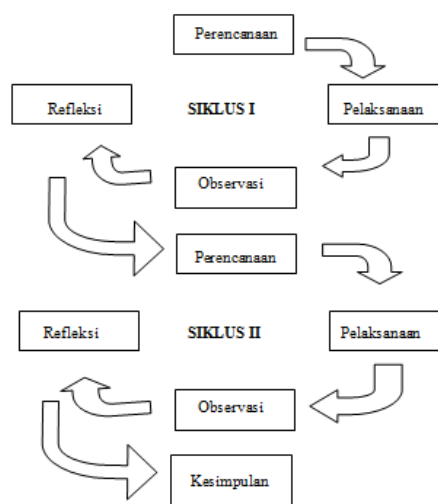 Perencanaan
Refleksi SIKLUS I Pelaksanaan
Observasi
Perencanaan
Refleksi SIKLUS II Pelaksanaan
Observasi
Kesimpulan